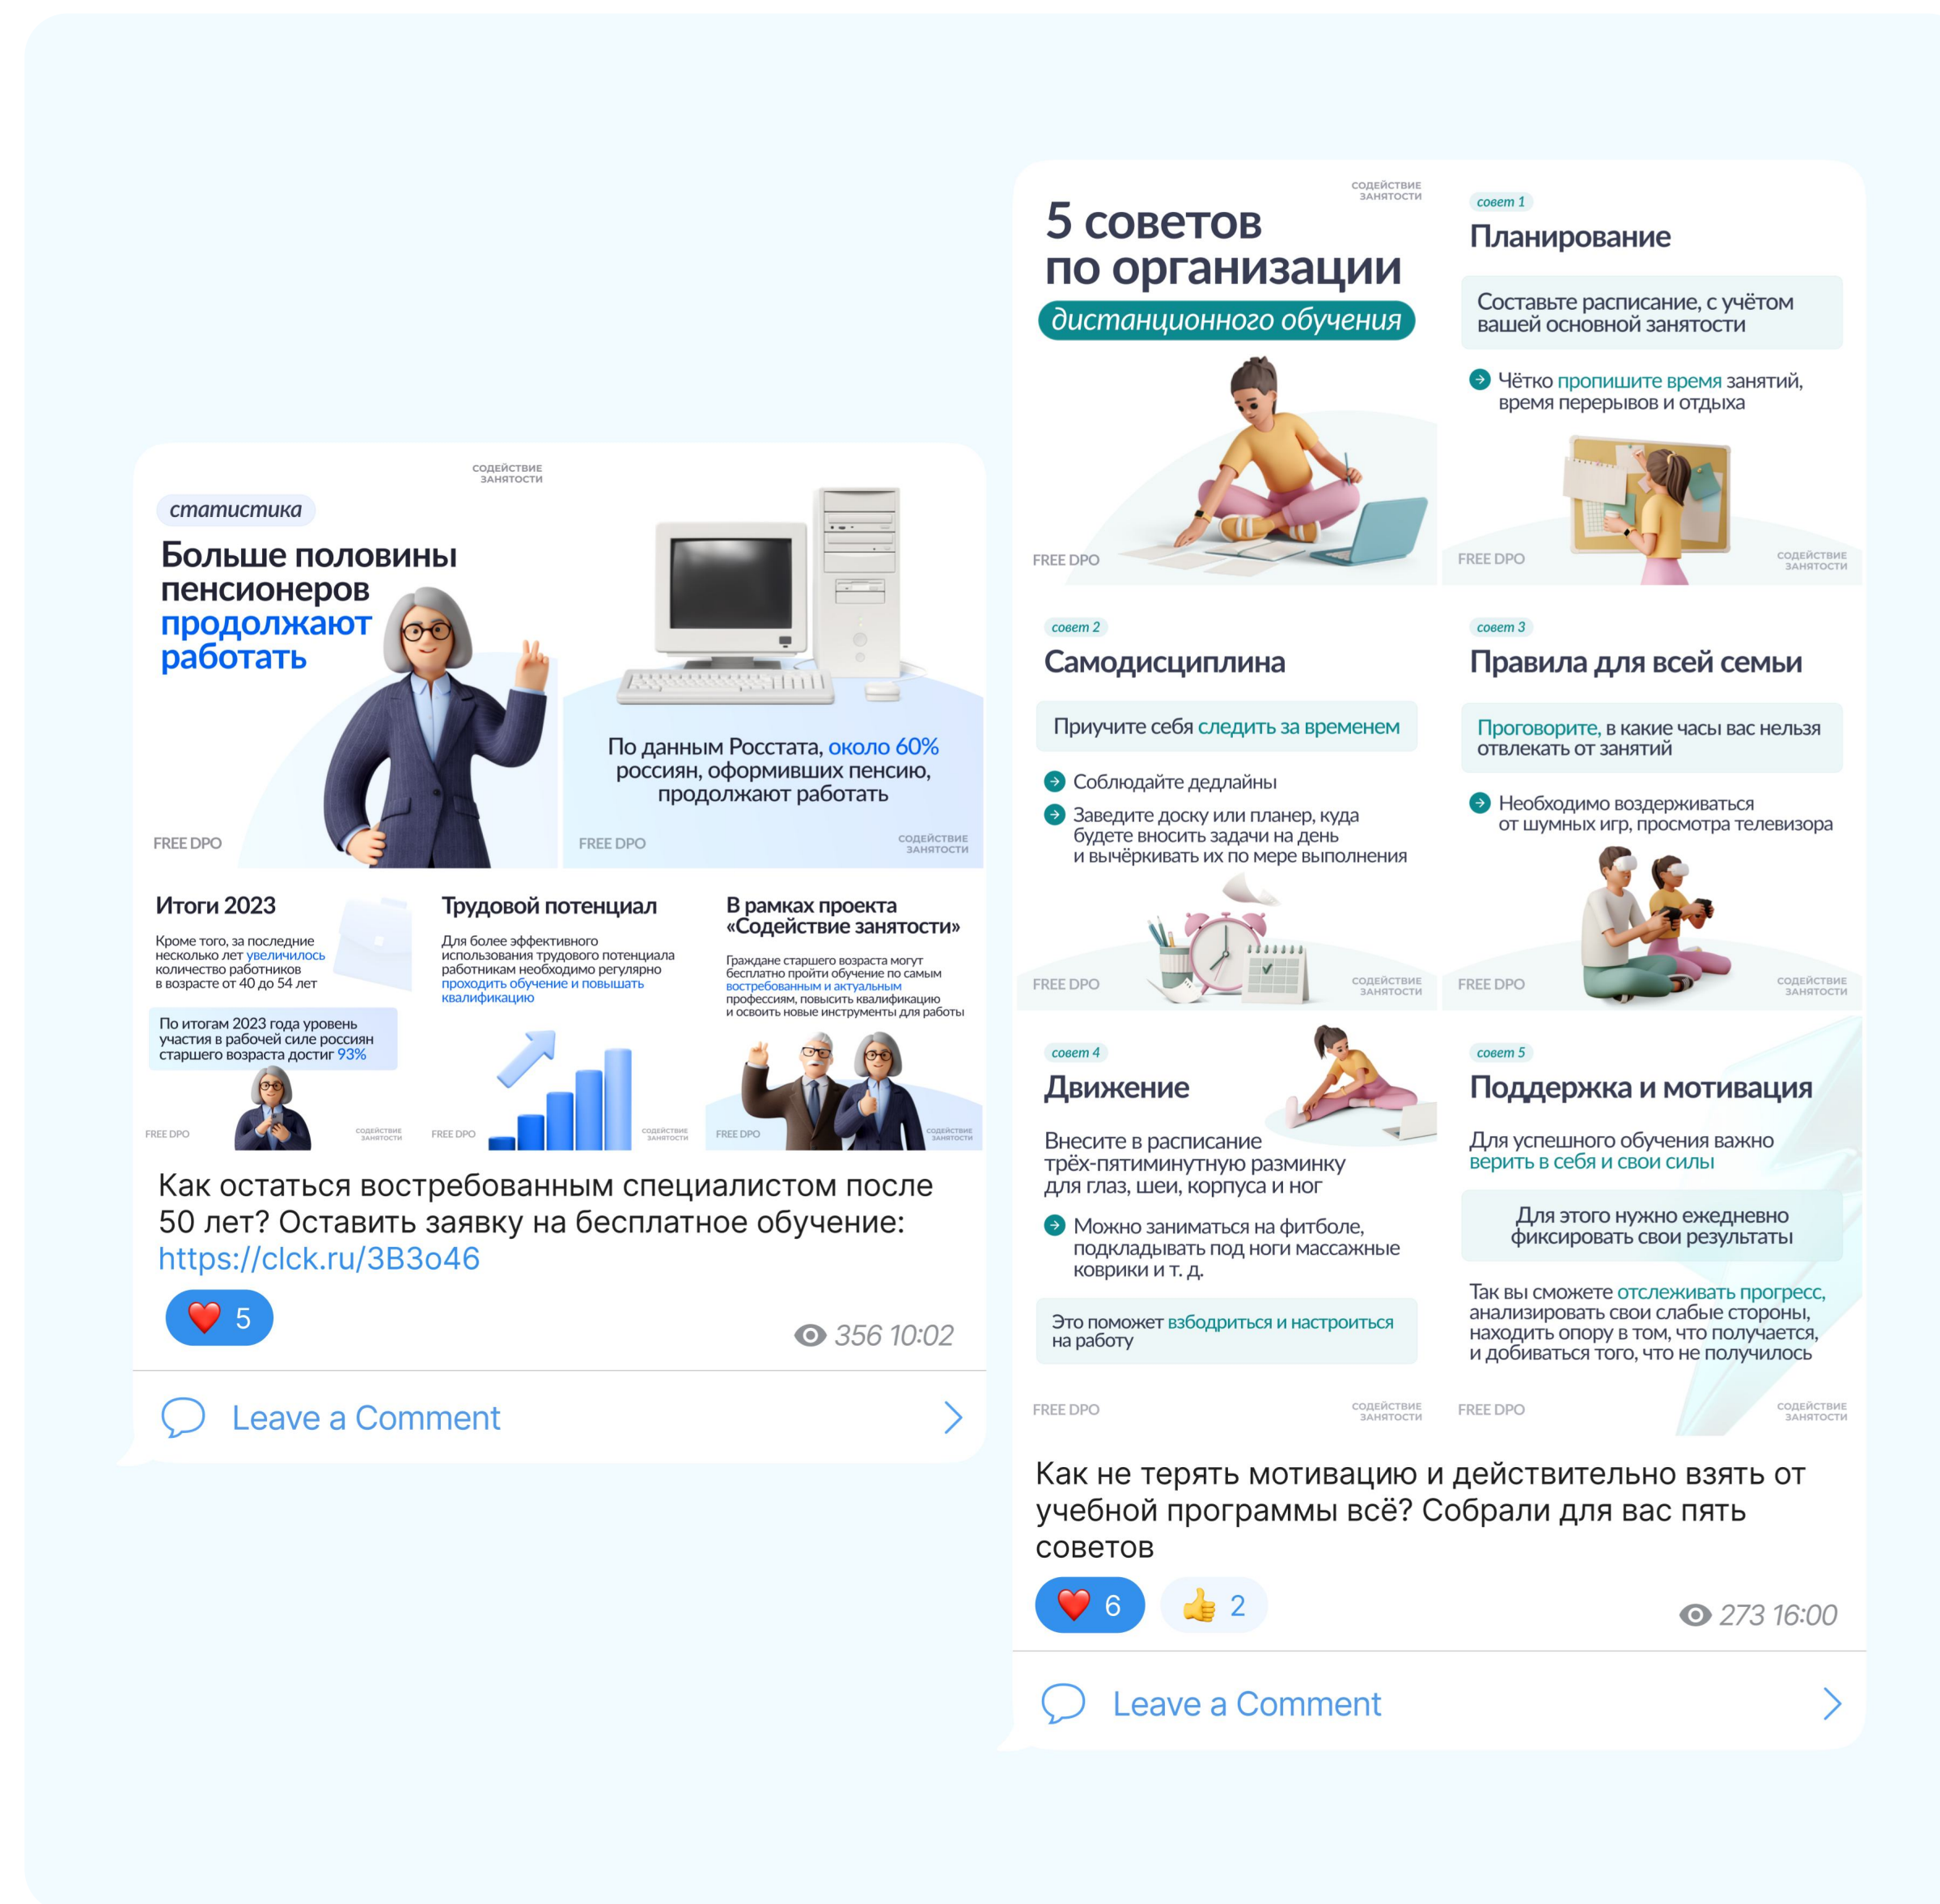 СОДЕЙСТВИЕ
ЗАНЯТОСТИ
статистика
Больше половины
пенсионеров
продолжают
работать
FREE DPO
По данным Росстата, около 60%
россиян, оформивших пенсию,
продолжают работать
FREE DPO
СОДЕЙСТВИЕ
ЗАНЯТОСТИ
Итоги 2023
Кроме того, за последние
несколько лет увеличилось
количество работников
в возрасте от 40 до 54 лет
По итогам 2023 года уровень
участия в рабочей силе россиян
старшего возраста достиг 93%
FREE DPO
СОДЕЙСТВИЕ
ЗАНЯТОСТИ
Трудовой потенциал
Для более эффективного
использования трудового потенциала
работникам необходимо регулярно
проходить обучение и повышать
квалификацию
FREE DPO
СОДЕЙСТВИЕ
ЗАНЯТОСТИ
В рамках проекта
«Содействие занятости»
Граждане старшего возраста могут
бесплатно пройти обучение по самым
востребованным и актуальным
профессиям, повысить квалификацию
и освоить новые инструменты для работы
FREE DPO
СОДЕЙСТВИЕ
ЗАНЯТОСТИ
Как остаться востребованным специалистом после
50 лет? Оставить заявку на бесплатное обучение:
https://clck.ru/3B3o46
5
356 10:02
Leave a Comment
СОДЕЙСТВИЕ
ЗАНЯТОСТИ
5 советов
по организации
дистанционного обучения
FREE DPO
совет 1
Планирование
Составьте расписание, с учётом
вашей основной занятости
Чётко пропишите время занятий,
время перерывов и отдыха
FREE DPO
СОДЕЙСТВИЕ
ЗАНЯТОСТИ
совет 2
Самодисциплина
Приучите себя следить за временем
Соблюдайте дедлайны
Заведите доску или планер, куда
будете вносить задачи на день
и вычёркивать их по мере выполнения
FREE DPO
СОДЕЙСТВИЕ
ЗАНЯТОСТИ
совет 3
Правила для всей семьи
Проговорите, в какие часы вас нельзя
отвлекать от занятий
Необходимо воздерживаться
от шумных игр, просмотра телевизора
FREE DPO
СОДЕЙСТВИЕ
ЗАНЯТОСТИ
совет 4
Движение
Внесите в расписание
трёх-пятиминутную разминку
для глаз, шеи, корпуса и ног
Можно заниматься на фитболе,
подкладывать под ноги массажные
коврики и т. д.
Это поможет взбодриться и настроиться
на работу
FREE DPO
СОДЕЙСТВИЕ
ЗАНЯТОСТИ
совет 5
Поддержка и мотивация
Для успешного обучения важно
верить в себя и свои силы
Для этого нужно ежедневно
фиксировать свои результаты
Так вы сможете отслеживать прогресс,
анализировать свои слабые стороны,
находить опору в том, что получается,
и добиваться того, что не получилось
FREE DPO
СОДЕЙСТВИЕ
ЗАНЯТОСТИ
Как не терять мотивацию и действительно взять от
учебной программы всё? Собрали для вас пять
советов
6
2
273 16:00
Leave a Comment